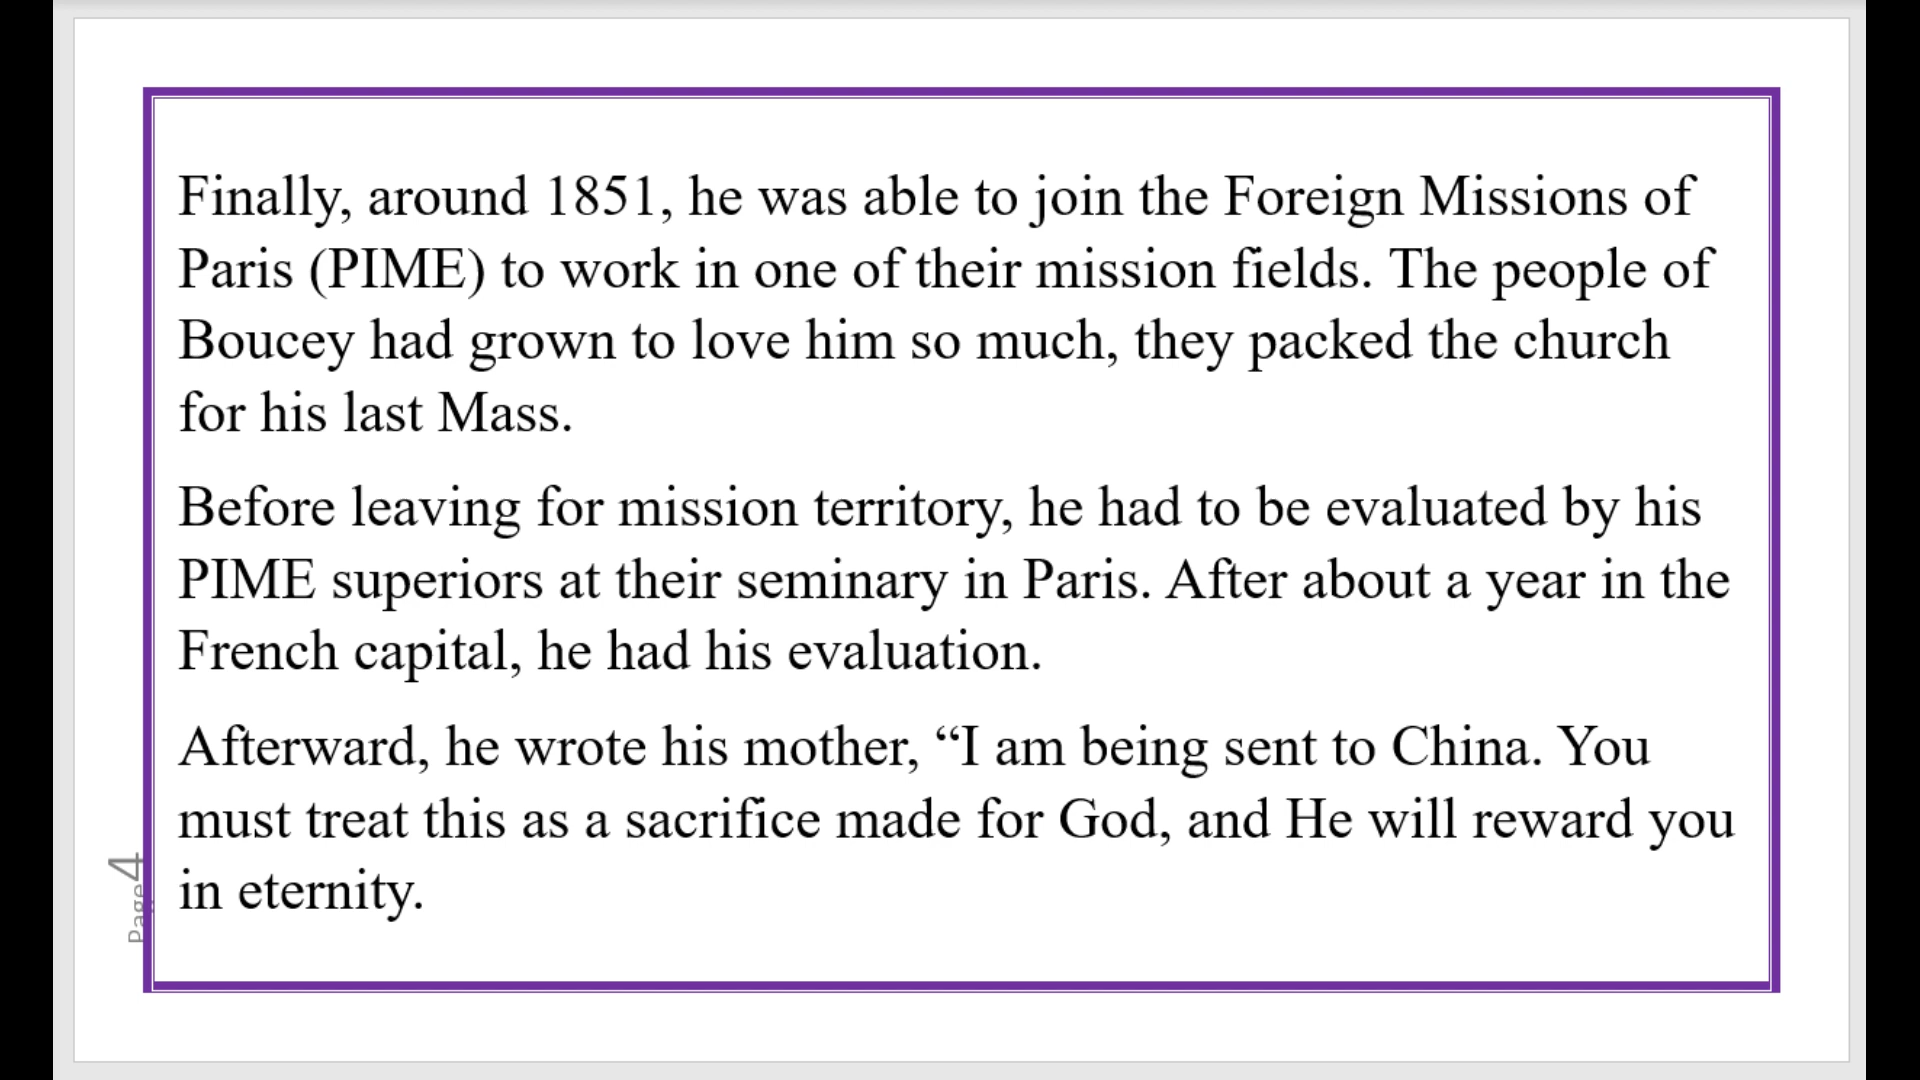 Finally, around 1851, he was able to join the Foreign Missions of
Paris (PIME) to work in one of their mission fields. The people of
Boucey had grown to love him so much, they packed the church
for his last Mass.
Before leaving for mission territory, he had to be evaluated by his
PIME superiors at their seminary in Paris. After about a year in the
French capital, he had his evaluation.
Afterward, he wrote his mother, “I am being sent to China. You
must treat this as a sacrifice made for God, and He will reward you
in eternity.
Page4